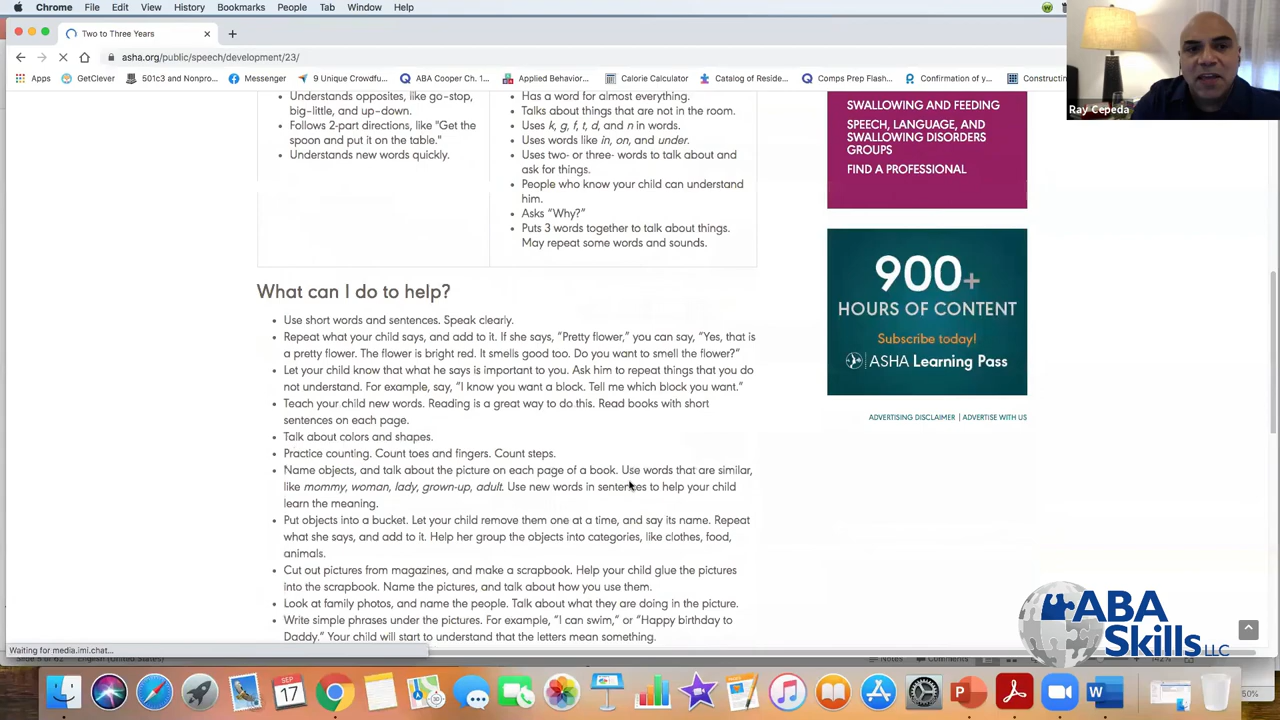 Chrome File Edit View History Bookmarks People Tab Window Help
Two to Three Years
asha.org/public/speech/development/23/
Apps GetClever 501c3 and Nonpro... Messenger 9 Unique Crowdfu... ABA Cooper Ch. 1... Applied Behavior... Calorie Calculator Catalog of Reside... Comps Prep Flash... Confirmation of y... Constructin
Ray Cepeda
• Understands opposites, like go-stop,
big-little, and up-down.
• Follows 2-part directions, like "Get the
spoon and put it on the table."
• Understands new words quickly.
• Has a word for almost everything.
• Talks about things that are not in the room.
• Uses k, g, f, t, d, and n in words.
• Uses words like in, on, and under.
• Uses two- or three- words to talk about and
ask for things.
• People who know your child can understand
him.
• Asks "Why?"
• Puts 3 words together to talk about things.
May repeat some words and sounds.
SWALLOWING AND FEEDING
SPEECH, LANGUAGE, AND
SWALLOWING DISORDERS
GROUPS
FIND A PROFESSIONAL
900+
HOURS OF CONTENT
Subscribe today!
ASHA Learning Pass
ADVERTISING DISCLAIMER | ADVERTISE WITH US
What can I do to help?
• Use short words and sentences. Speak clearly.
• Repeat what your child says, and add to it. If she says, "Pretty flower," you can say, "Yes, that is
a pretty flower. The flower is bright red. It smells good too. Do you want to smell the flower?"
• Let your child know that what he says is important to you. Ask him to repeat things that you do
not understand. For example, say, "I know you want a block. Tell me which block you want."
• Teach your child new words. Reading is a great way to do this. Read books with short
sentences on each page.
• Talk about colors and shapes.
• Practice counting. Count toes and fingers. Count steps.
• Name objects, and talk about the picture on each page of a book. Use words that are similar,
like mommy, woman, lady, grown-up, adult. Use new words in sentences to help your child
learn the meaning.
• Put objects into a bucket. Let your child remove them one at a time, and say its name. Repeat
what she says, and add to it. Help her group the objects into categories, like clothes, food,
animals.
• Cut out pictures from magazines, and make a scrapbook. Help your child glue the pictures
into the scrapbook. Name the pictures, and talk about how you use them.
• Look at family photos, and name the people. Talk about what they are doing in the picture.
• Write simple phrases under the pictures. For example, "I can swim," or "Happy birthday to
Daddy." Your child will start to understand that the letters mean something.
Waiting for media.imi.chat...
English (United States)
Notes
Comments
142%
ABA
Skills LLC
SEP
17
50%